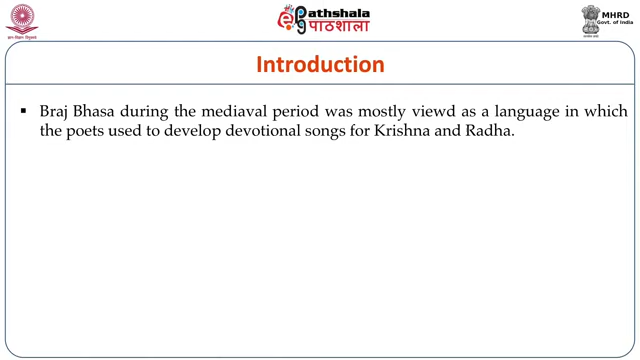 ePathshala
पाठशाला
MHRD
Govt. of India
Introduction
▪ Braj Bhasa during the mediaval period was mostly viewd as a language in which
the poets used to develop devotional songs for Krishna and Radha.